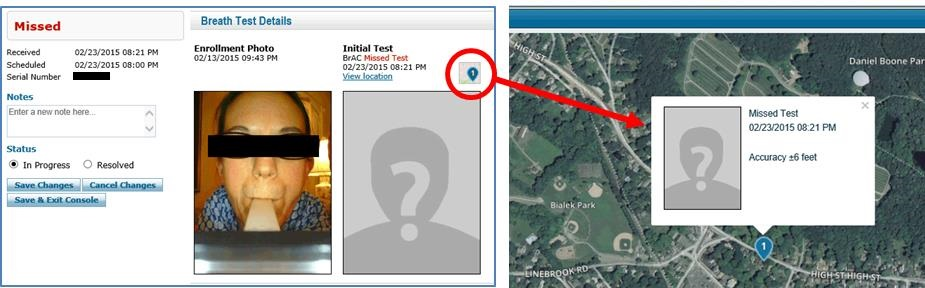 Missed
Received 02/23/2015 08:21 PM
Scheduled 02/23/2015 08:00 PM
Serial Number
Notes
Enter a new note here...
Status
In Progress Resolved
Save Changes Cancel Changes
Save & Exit Console
Breath Test Details
Enrollment Photo
02/13/2015 09:43 PM
Initial Test
BrAC Missed Test
02/23/2015 08:21 PM
View location
1
HIGH ST
Daniel Boone Par
Missed Test
02/23/2015 08:21 PM
Accuracy ±6 feet
Bialek Park
1
LINEBROOK RD
HIGH ST HIGH ST